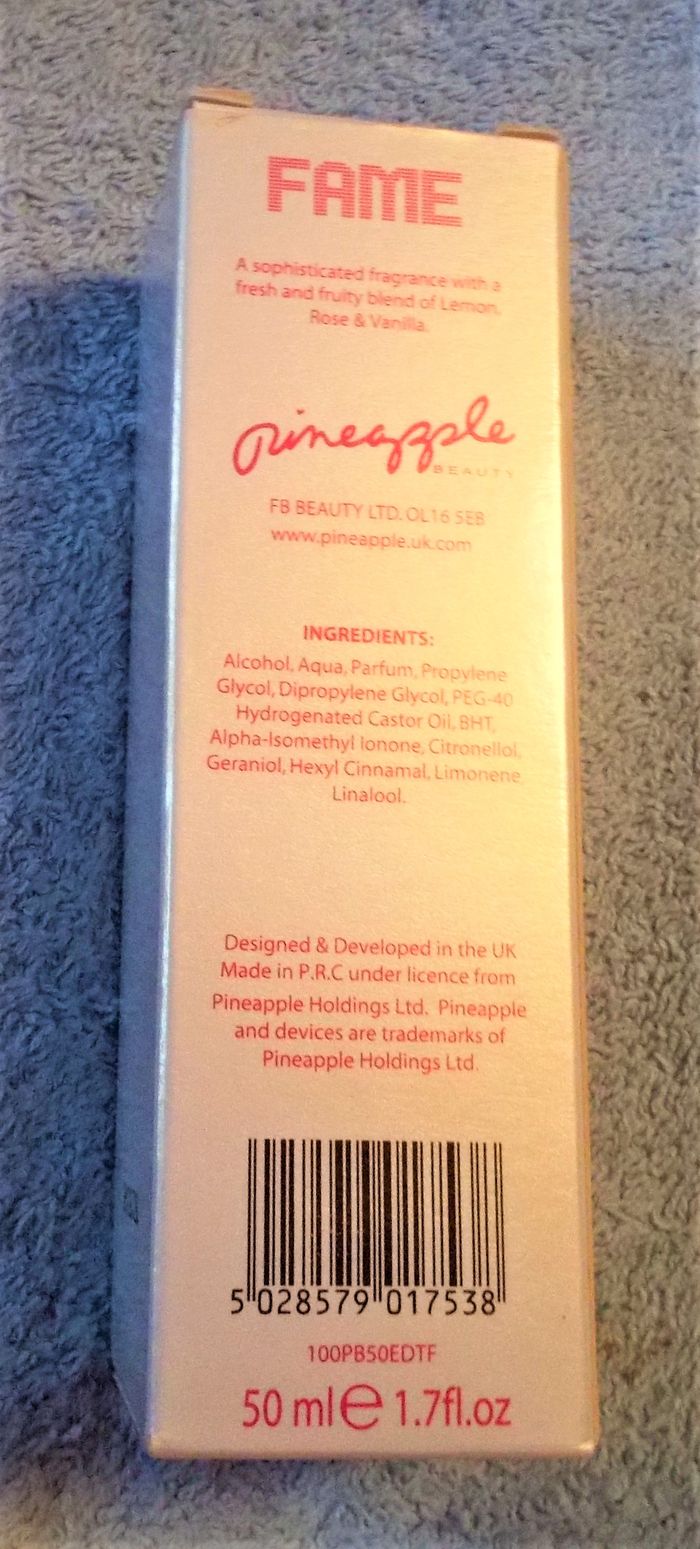 FAME
A sophisticated fragrance with a
fresh and fruity blend of Lemon,
Rose & Vanilla.
pineapple
BEAUTY
FB BEAUTY LTD. OL16 5EB
www.pineapple.uk.com
INGREDIENTS:
Alcohol, Aqua, Parfum, Propylene
Glycol, Dipropylene Glycol, PEG-40
Hydrogenated Castor Oil, BHT,
Alpha-Isomethyl Ionone, Citronellol,
Geraniol, Hexyl Cinnamal, Limonene,
Linalool.
Designed & Developed in the UK
Made in P.R.C under licence from
Pineapple Holdings Ltd. Pineapple
and devices are trademarks of
Pineapple Holdings Ltd.
5 028579 017538
100PB50EDTF
50 ml e 1.7fl.oz